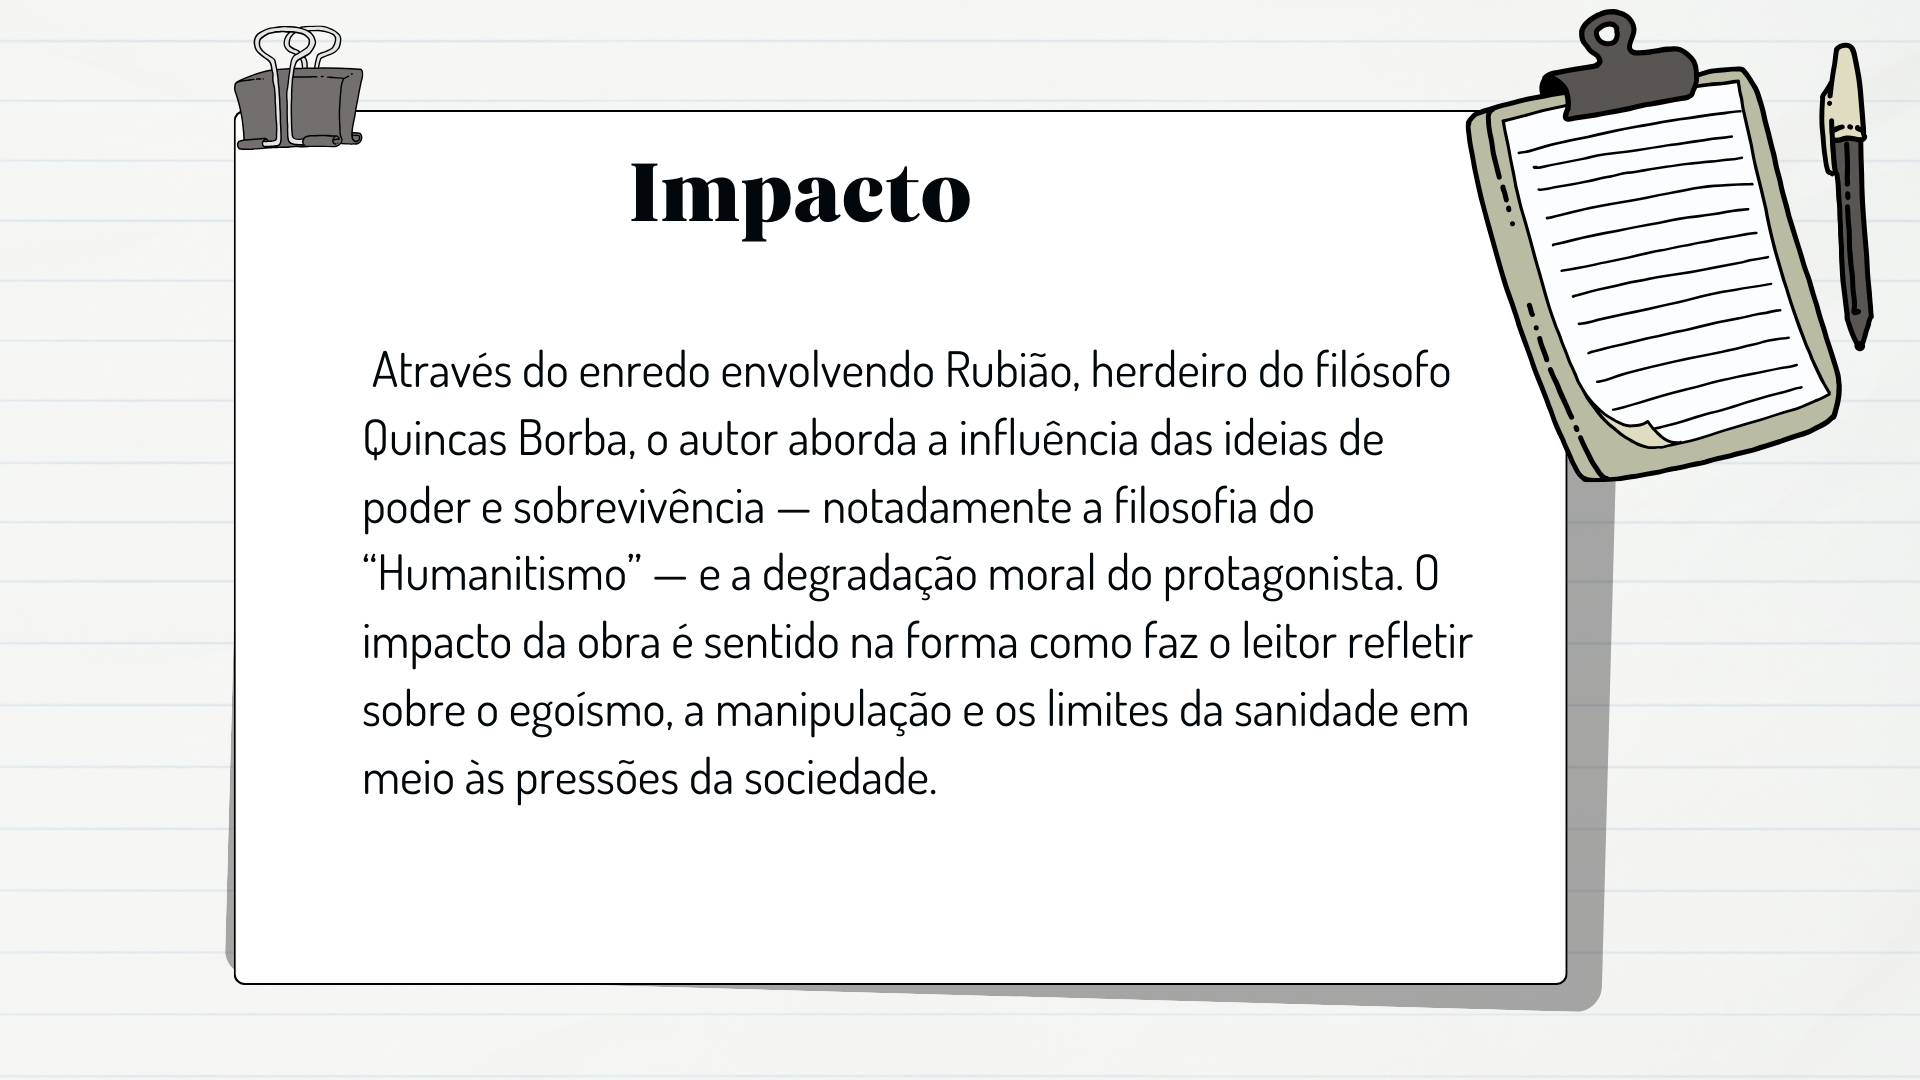 Impacto
Através do enredo envolvendo Rubião, herdeiro do filósofo
Quincas Borba, o autor aborda a influência das ideias de
poder e sobrevivência — notadamente a filosofia do
“Humanitismo” — e a degradação moral do protagonista. O
impacto da obra é sentido na forma como faz o leitor refletir
sobre o egoísmo, a manipulação e os limites da sanidade em
meio às pressões da sociedade.